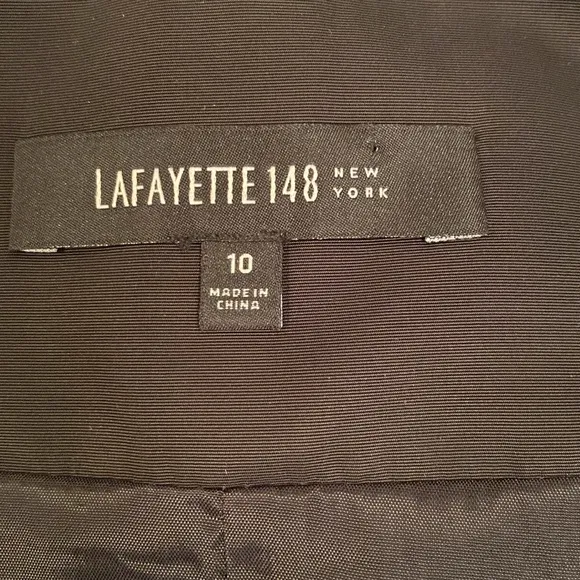 LAFAYETTE 148 NEW YORK
10
MADE IN
CHINA